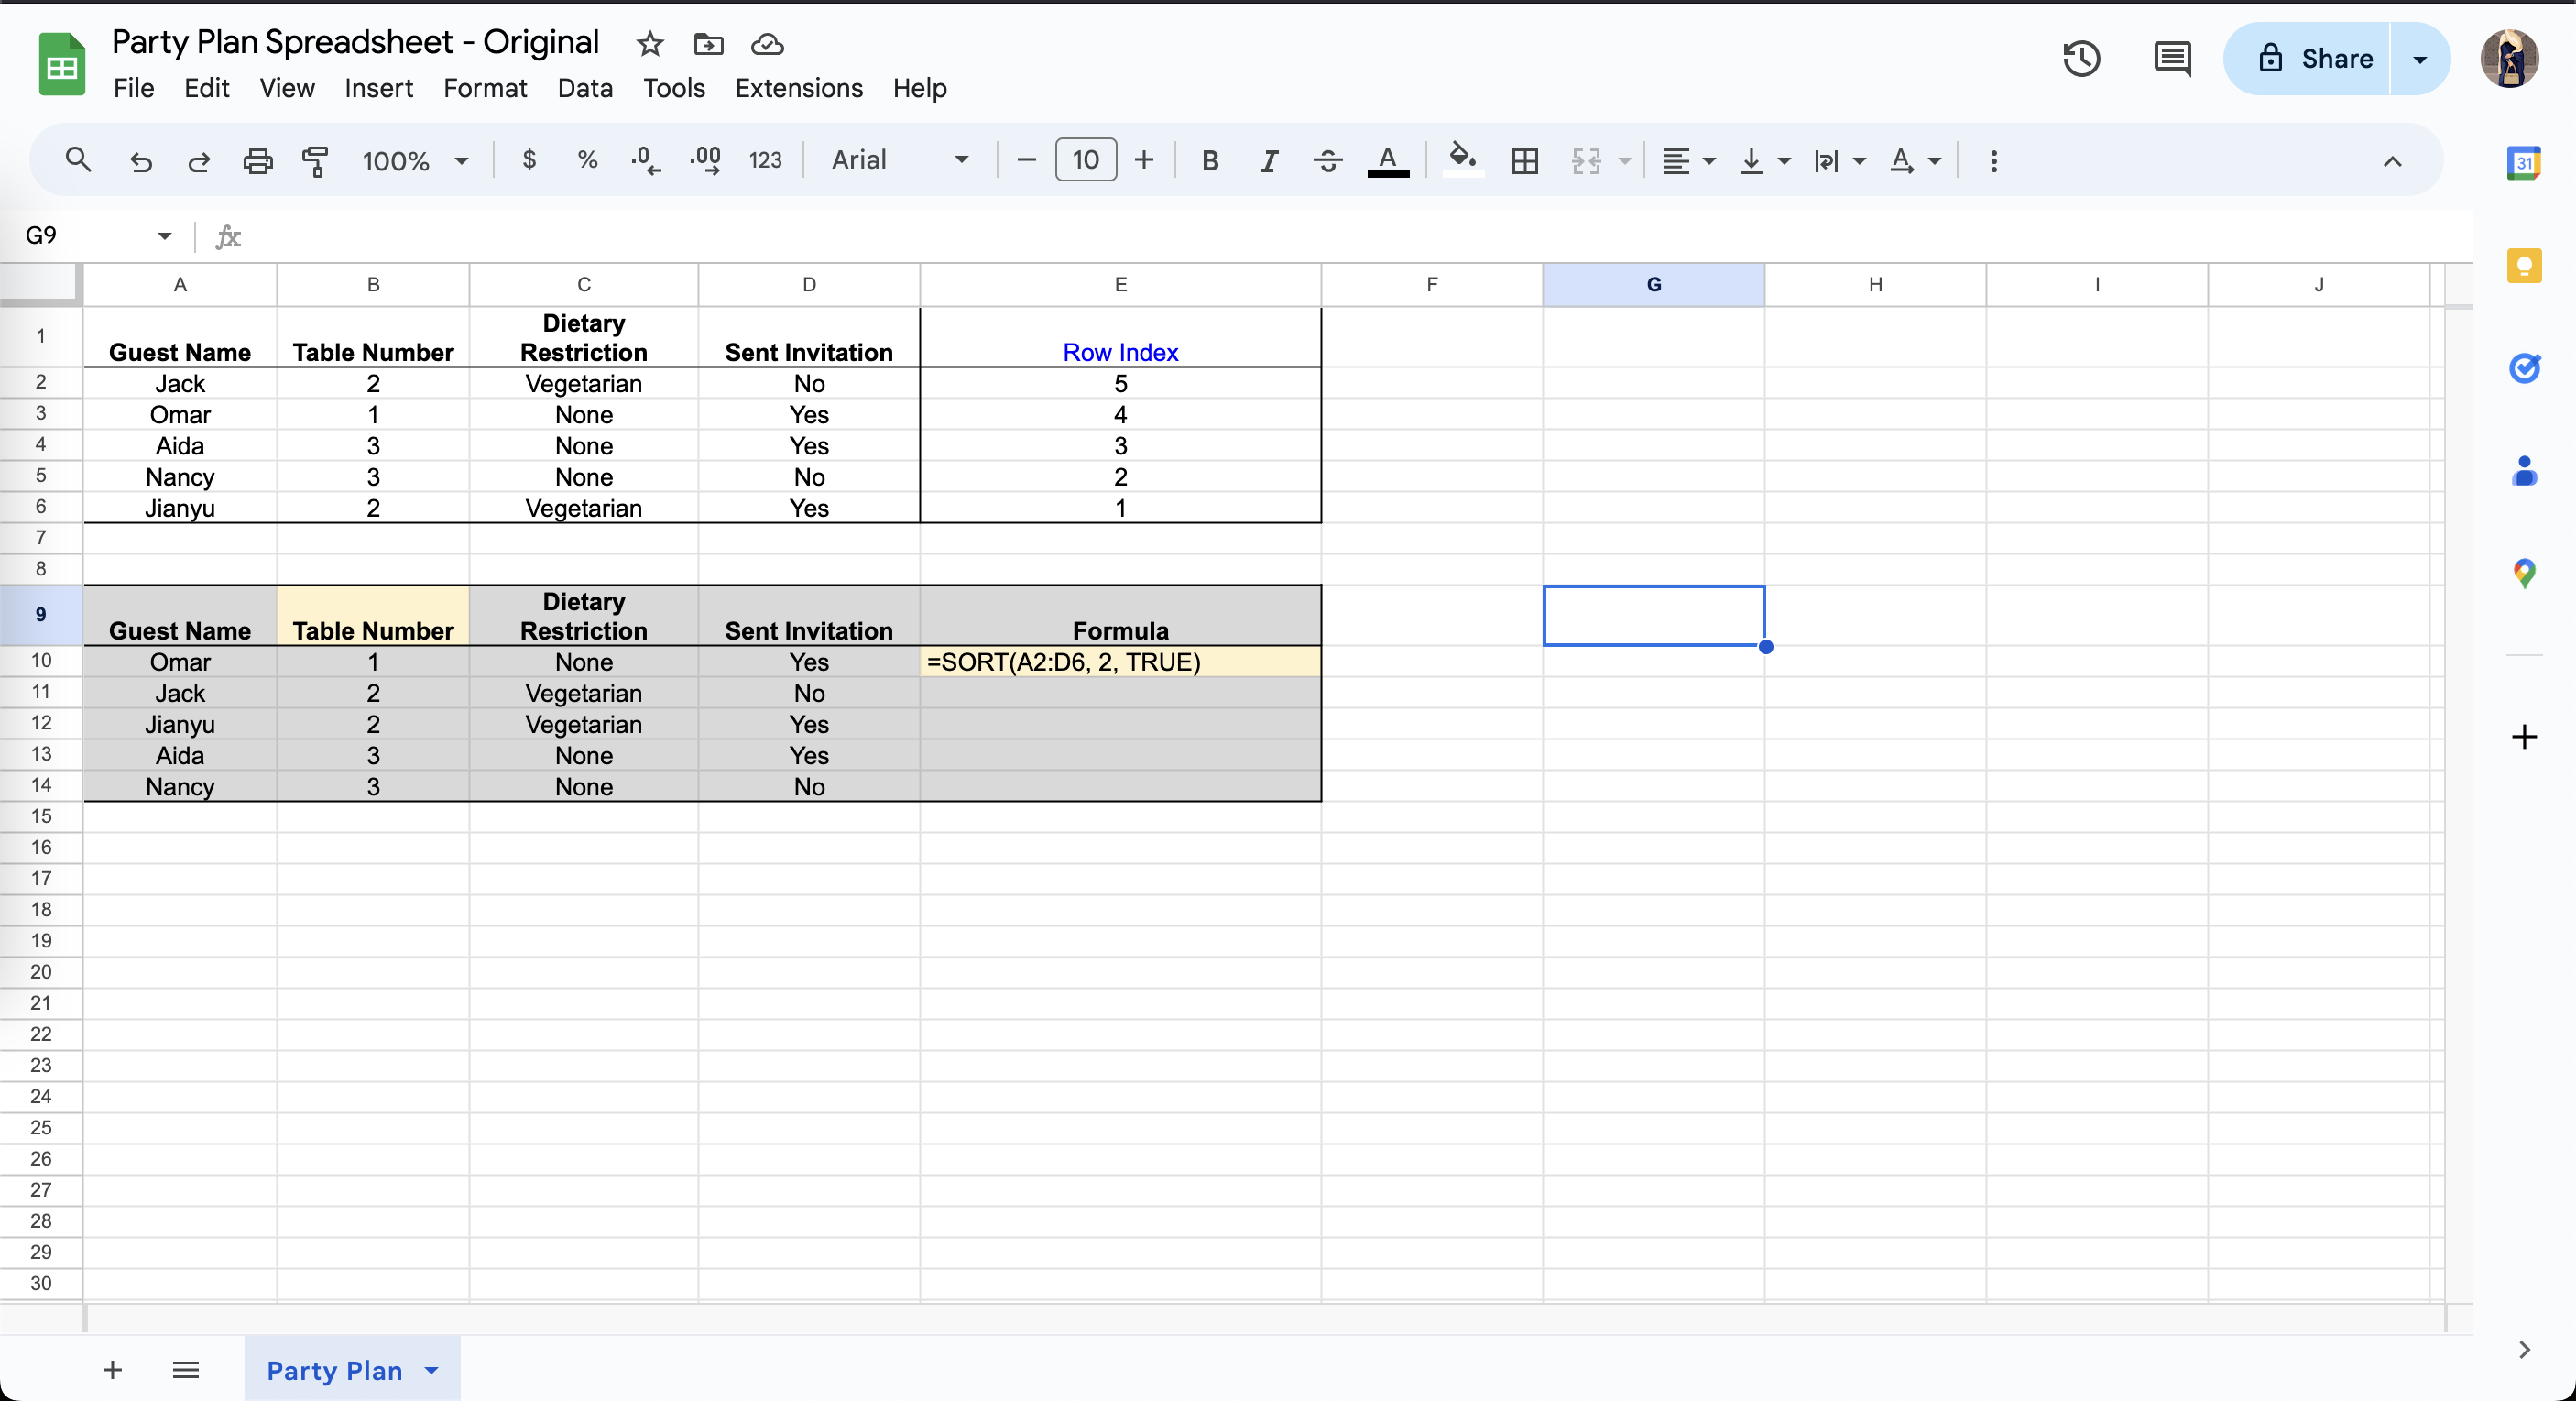 Party Plan Spreadsheet - Original
Share
File Edit View Insert Format Data Tools Extensions Help
100% $ % .0 .00 123 Arial 10 B I S A A
31
G9 fx
A B C D E F G H I J
1 Guest Name Table Number Dietary Restriction Sent Invitation Row Index
2 Jack 2 Vegetarian No 5
3 Omar 1 None Yes 4
4 Aida 3 None Yes 3
5 Nancy 3 None No 2
6 Jianyu 2 Vegetarian Yes 1
7
8
9 Guest Name Table Number Dietary Restriction Sent Invitation Formula
10 Omar 1 None Yes =SORT(A2:D6, 2, TRUE)
11 Jack 2 Vegetarian No
12 Jianyu 2 Vegetarian Yes
13 Aida 3 None Yes
14 Nancy 3 None No
15
16
17
18
19
20
21
22
23
24
25
26
27
28
29
30
Party Plan